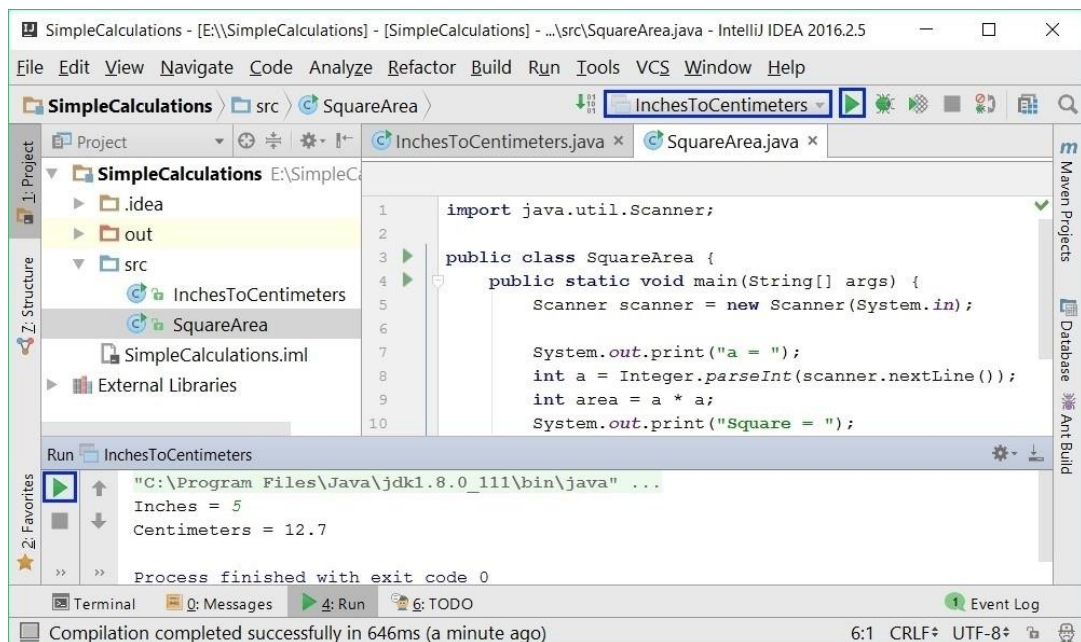 SimpleCalculations - [E:\\SimpleCalculations] - [SimpleCalculations] - ...\src\SquareArea.java - IntelliJ IDEA 2016.2.5
File Edit View Navigate Code Analyze Refactor Build Run Tools VCS Window Help
SimpleCalculations src SquareArea InchesToCentimeters
1: Project
Z: Structure
2: Favorites
Project
SimpleCalculations E:\SimpleCa
.idea
out
src
InchesToCentimeters
SquareArea
SimpleCalculations.iml
External Libraries
InchesToCentimeters.java SquareArea.java
1 import java.util.Scanner;
2
3 public class SquareArea {
4 public static void main(String[] args) {
5 Scanner scanner = new Scanner(System.in);
6
7 System.out.print("a = ");
8 int a = Integer.parseInt(scanner.nextLine());
9 int area = a * a;
10 System.out.print("Square = ");
Maven Projects
Database
Ant Build
Run InchesToCentimeters
"C:\Program Files\Java\jdk1.8.0_111\bin\java" ...
Inches = 5
Centimeters = 12.7
Process finished with exit code 0
Terminal 0: Messages 4: Run 6: TODO 1 Event Log
Compilation completed successfully in 646ms (a minute ago) 6:1 CRLF UTF-8